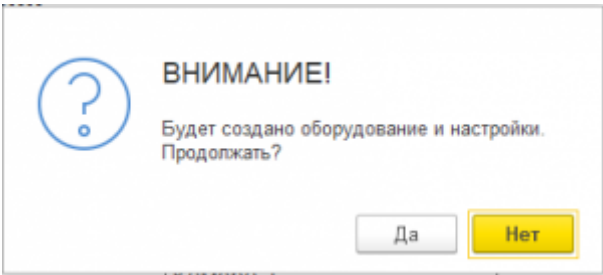 ВНИМАНИЕ!
Будет создано оборудование и настройки.
Продолжать?
Да
Нет